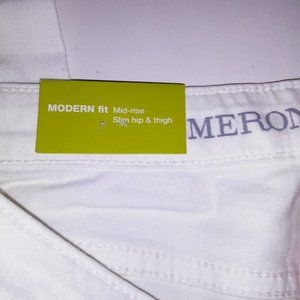 MODERN fit Mid-rise
Slim hip & thigh
MERON